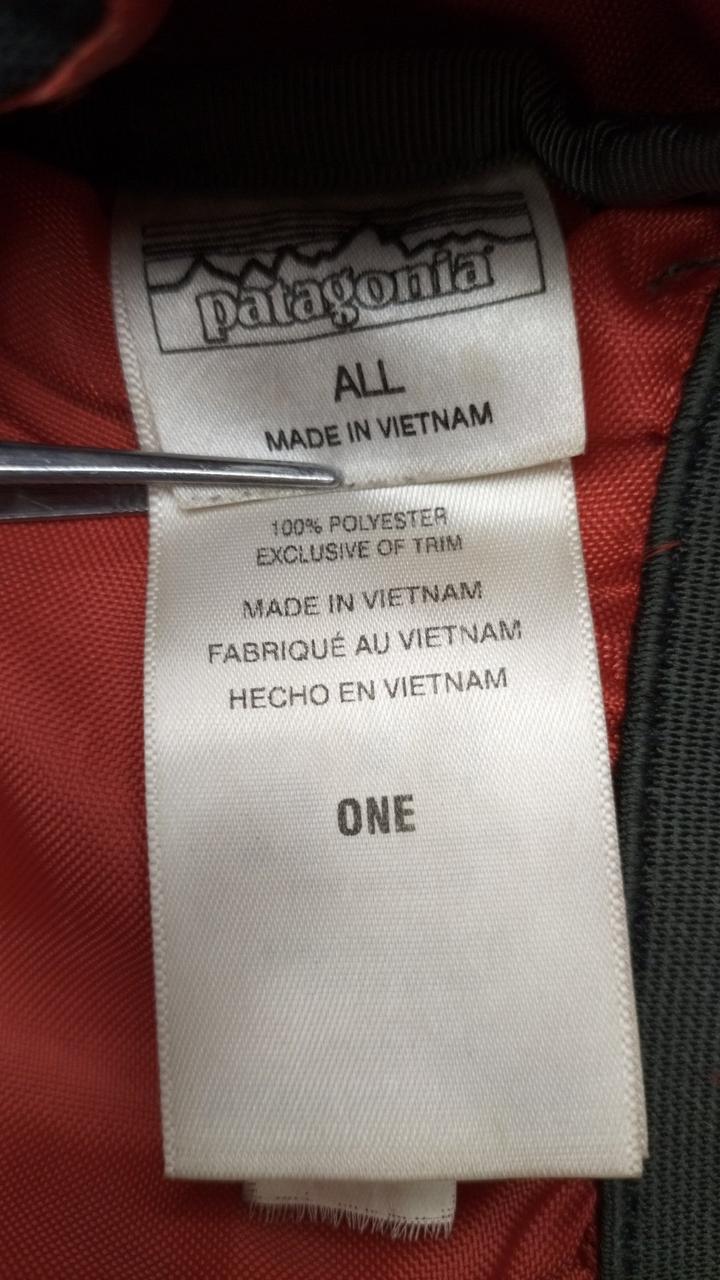 patagonia
ALL
MADE IN VIETNAM
100% POLYESTER
EXCLUSIVE OF TRIM
MADE IN VIETNAM
FABRIQUÉ AU VIETNAM
HECHO EN VIETNAM
ONE